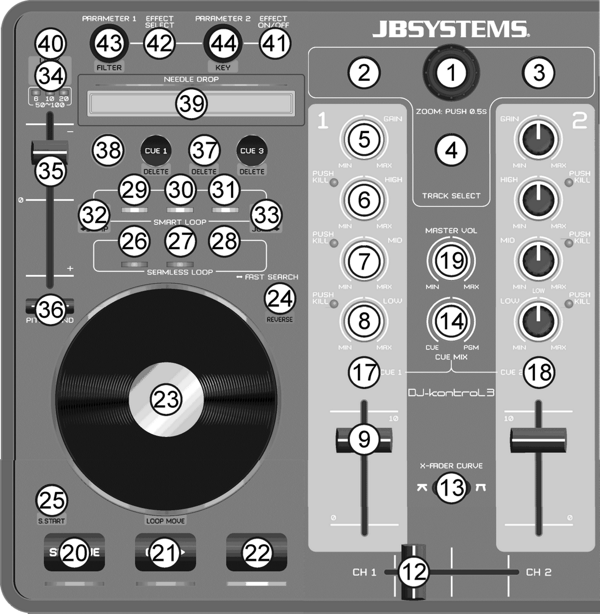 PARAMETER 1 EFFECT SELECT PARAMETER 2 EFFECT ON/OFF
JBSYSTEMS®
40 43 42 44 41
FILTER KEY
34 2 1 3
NEEDLE DROP
8 10 20
50~100
39
ZOOM: PUSH 0.5s
1 2
GAIN GAIN
35 38 CUE 1 37 CUE 3 5 4
DELETE DELETE DELETE
MIN MAX MIN MAX
29 30 31
PUSH KILL HIGH HIGH PUSH KILL
0 32 33 6
SMART LOOP
TRACK SELECT
MIN MAX MIN MAX
26 27 28
MASTER VOL
PUSH KILL MID MID PUSH KILL
SEAMLESS LOOP
7 19
+ FAST SEARCH
MIN MAX MIN MAX MIN LOW MAX
36 24
PUSH KILL LOW LOW PUSH KILL
REVERSE
8 14
MIN MAX CUE PGM MIN MAX
CUE MIX
23 17 CUE 1 CUE 18
DJ-kontrol 3
10 10
9
X-FADER CURVE
25 13
S.START LOOP MOVE
0 0
20 21 22
CH 1 12 CH 2